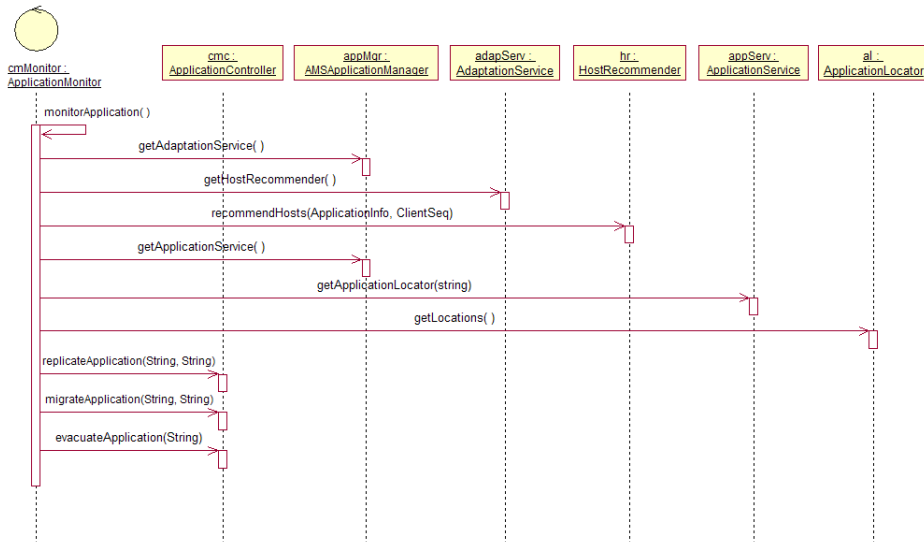 cmMonitor :
ApplicationMonitor
cmc :
ApplicationController
appMgr :
AMSApplicationManager
adapServ :
AdaptationService
hr :
HostRecommender
appServ :
ApplicationService
al :
ApplicationLocator
monitorApplication( )
getAdaptationService( )
getHostRecommender( )
recommendHosts(ApplicationInfo, ClientSeq)
getApplicationService( )
getApplicationLocator(string)
getLocations( )
replicateApplication(String, String)
migrateApplication(String, String)
evacuateApplication(String)